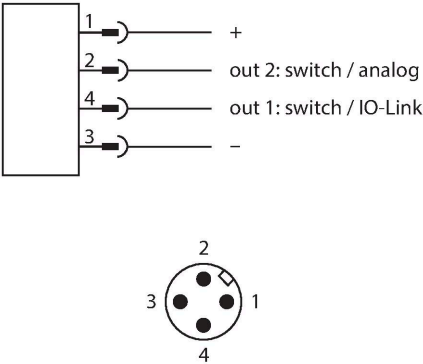 1 +
2 out 2: switch / analog
4 out 1: switch / IO-Link
3 –
2
3 1
4